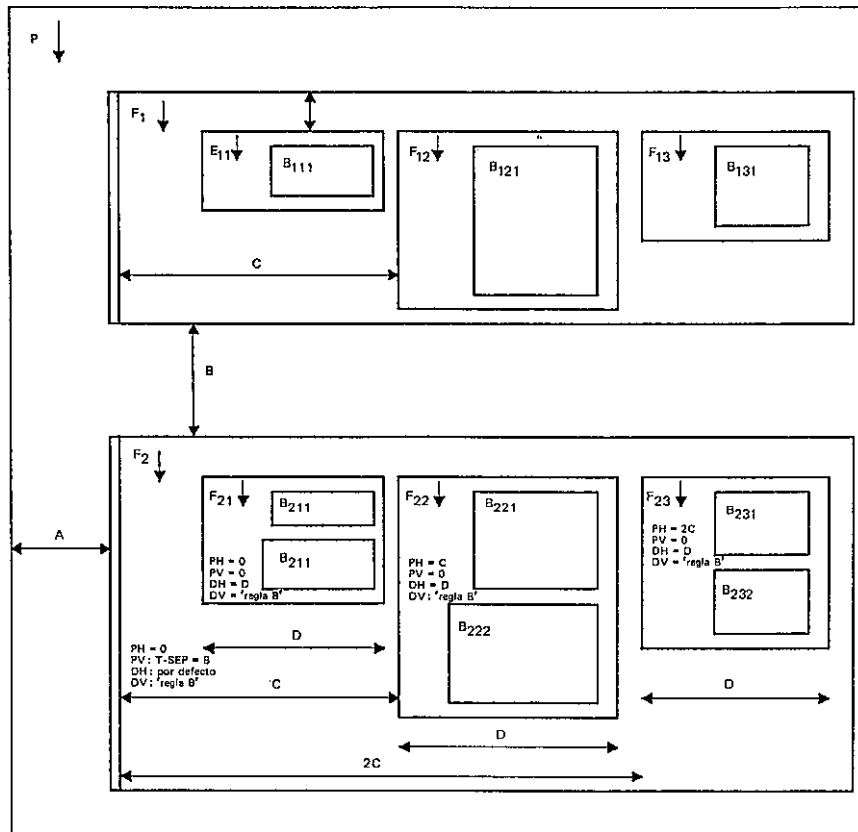 P
F1
E11
B111
F12
B121
F13
B131
C
B
F2
F21
B211
B211
PH = 0
PV = 0
DH = D
DV = 'regla B'
F22
B221
PH = C
PV = 0
DH = D
DV : 'regla B'
B222
F23
B231
PH = 2C
PV = 0
DH = D
DV = 'regla B'
B232
A
D
PH = 0
PV : T-SEP = B
DH : por defecto
DV : 'regla B'
C
D
D
2C